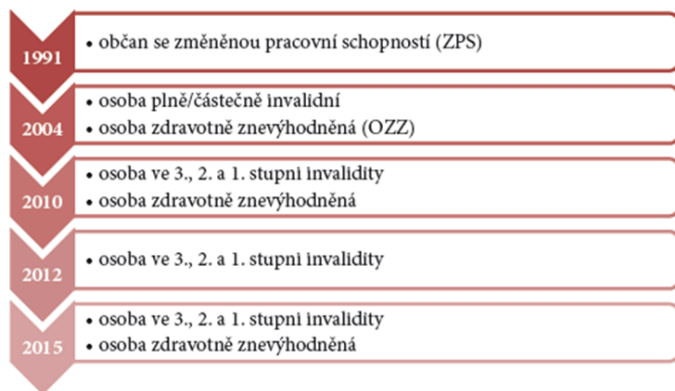 1991
• občan se změněnou pracovní schopností (ZPS)
2004
• osoba plně/částečně invalidní
• osoba zdravotně znevýhodněná (OZZ)
2010
• osoba ve 3., 2. a 1. stupni invalidity
• osoba zdravotně znevýhodněná
2012
• osoba ve 3., 2. a 1. stupni invalidity
2015
• osoba ve 3., 2. a 1. stupni invalidity
• osoba zdravotně znevýhodněná